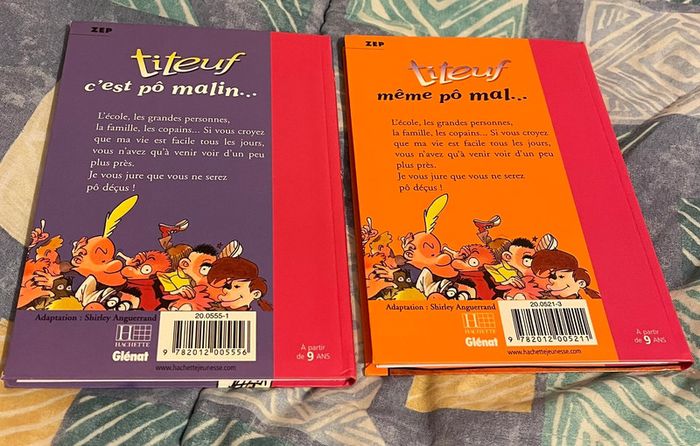 ZEP
titeuf
c'est pô malin...
L'école, les grandes personnes,
la famille, les copains... Si vous croyez
que ma vie est facile tous les jours,
vous n'avez qu'à venir voir d'un peu
plus près.
Je vous jure que vous ne serez
pô déçus !
Adaptation : Shirley Anguerrand
20.0555-1
H
HACHETTE
Glénat
9 782012 005556
www.hachettejeunesse.com
À partir
de 9 ANS
ZEP
titeuf
même pô mal...
L'école, les grandes personnes,
la famille, les copains... Si vous croyez
que ma vie est facile tous les jours,
vous n'avez qu'à venir voir d'un peu
plus près.
Je vous jure que vous ne serez
pô déçus !
Adaptation : Shirley Anguerrand
20.0521-3
H
HACHETTE
Glénat
9 782012 005211
www.hachettejeunesse.com
À partir
de 9 ANS